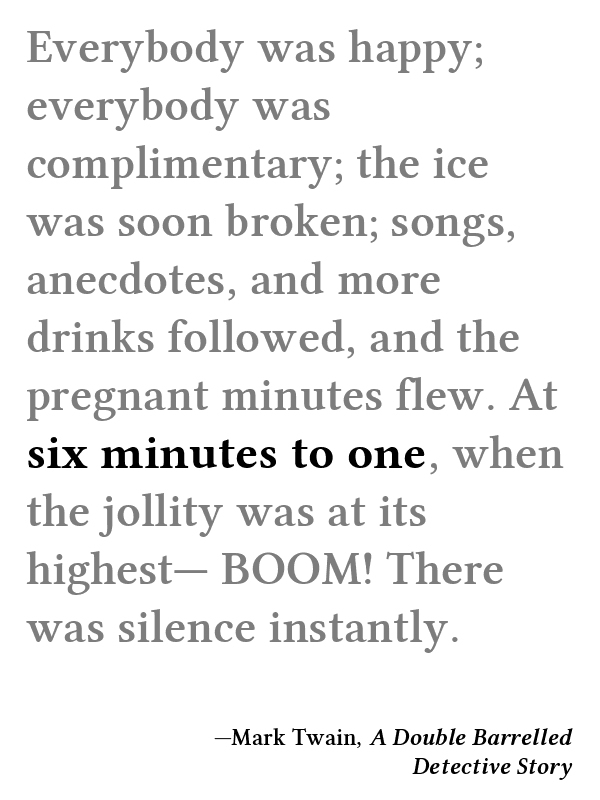 Everybody was happy;
everybody was
complimentary; the ice
was soon broken; songs,
anecdotes, and more
drinks followed, and the
pregnant minutes flew. At
six minutes to one, when
the jollity was at its
highest— BOOM! There
was silence instantly.
—Mark Twain, A Double Barrelled
Detective Story